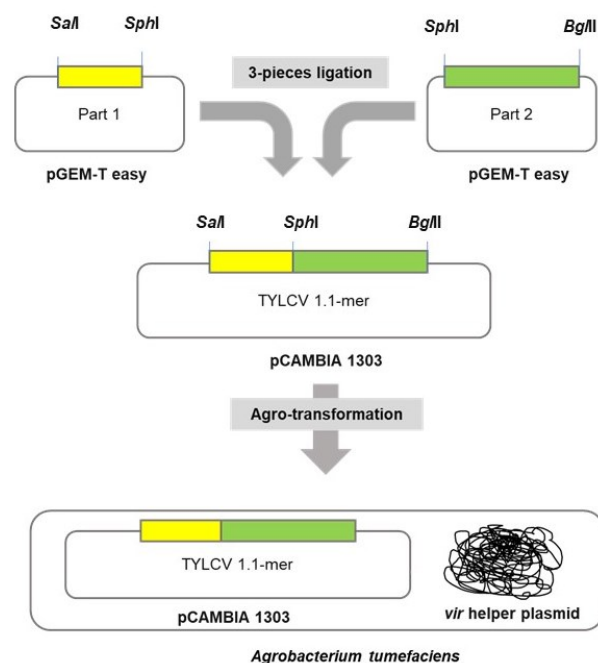 SalI SphI
SphI BglII
3-pieces ligation
Part 1
Part 2
pGEM-T easy
pGEM-T easy
SalI SphI BglII
TYLCV 1.1-mer
pCAMBIA 1303
Agro-transformation
TYLCV 1.1-mer
pCAMBIA 1303
vir helper plasmid
Agrobacterium tumefaciens